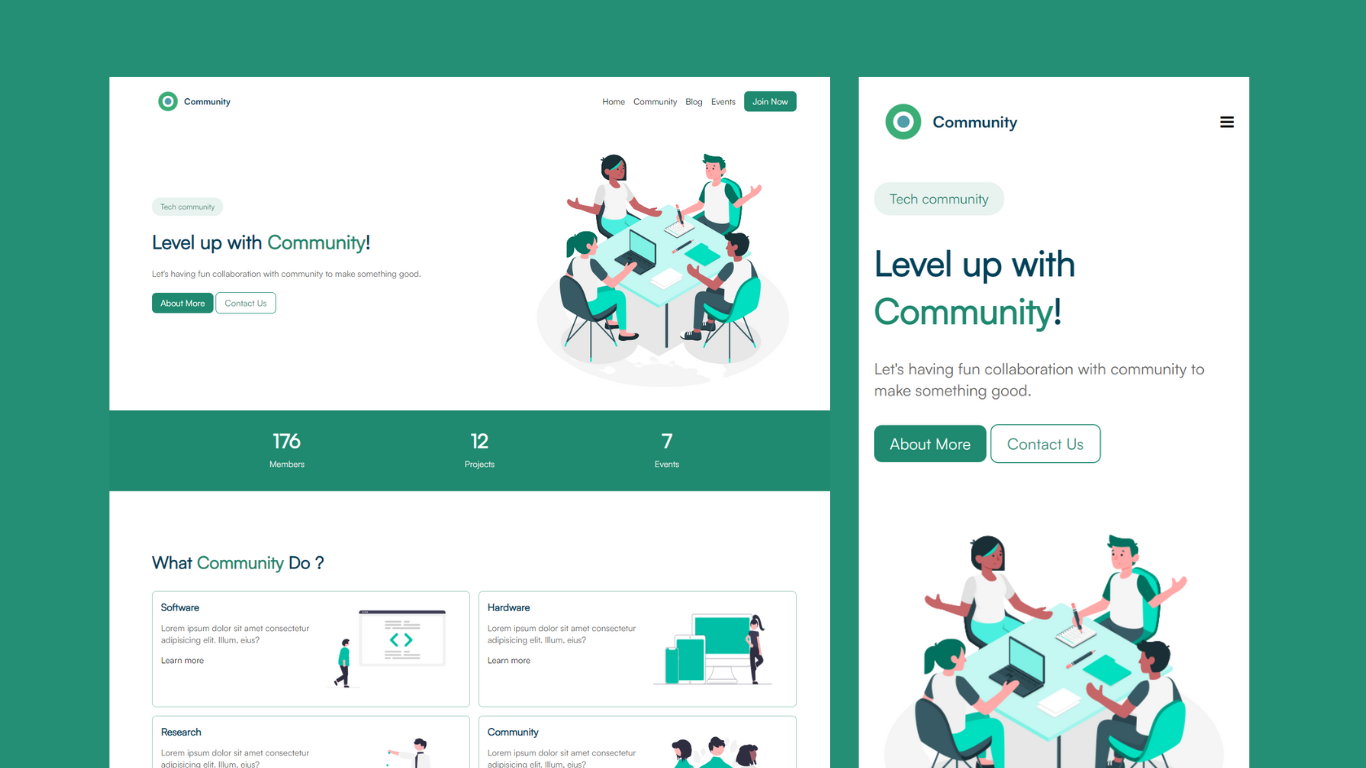 Community
Home Community Blog Events Join Now
Tech community
Level up with Community!
Let's having fun collaboration with community to make something good.
About More Contact Us
176 12 7
Members Projects Events
What Community Do ?
Software
Lorem ipsum dolor sit amet consectetur
adipisicing elit. Illum, eius?
Learn more
Hardware
Lorem ipsum dolor sit amet consectetur
adipisicing elit. Illum, eius?
Learn more
Research
Lorem ipsum dolor sit amet consectetur
adipisicing elit. Illum, eius?
Community
Lorem ipsum dolor sit amet consectetur
adipisicing elit. Illum, eius?
Community
Tech community
Level up with
Community!
Let's having fun collaboration with community to
make something good.
About More Contact Us